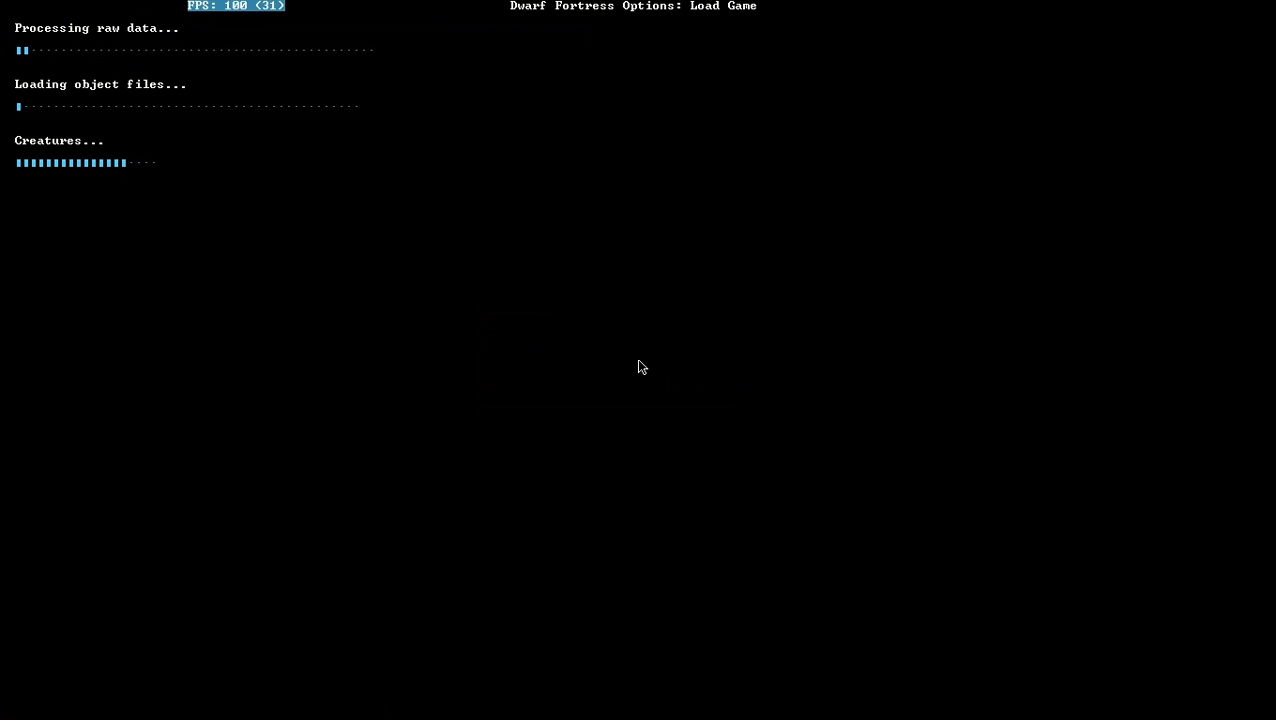 FPS: 100 (31)
Dwarf Fortress Options: Load Game
Processing raw data...
Loading object files...
Creatures...